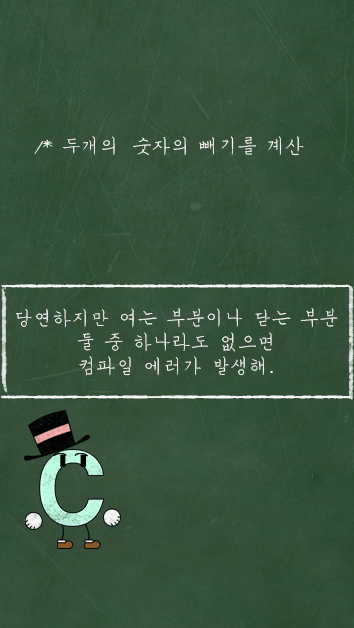 /* 두개의 숫자의 빼기를 계산
당연하지만 여는 부분이나 닫는 부분
둘 중 하나라도 없으면
컴파일 에러가 발생해.
C